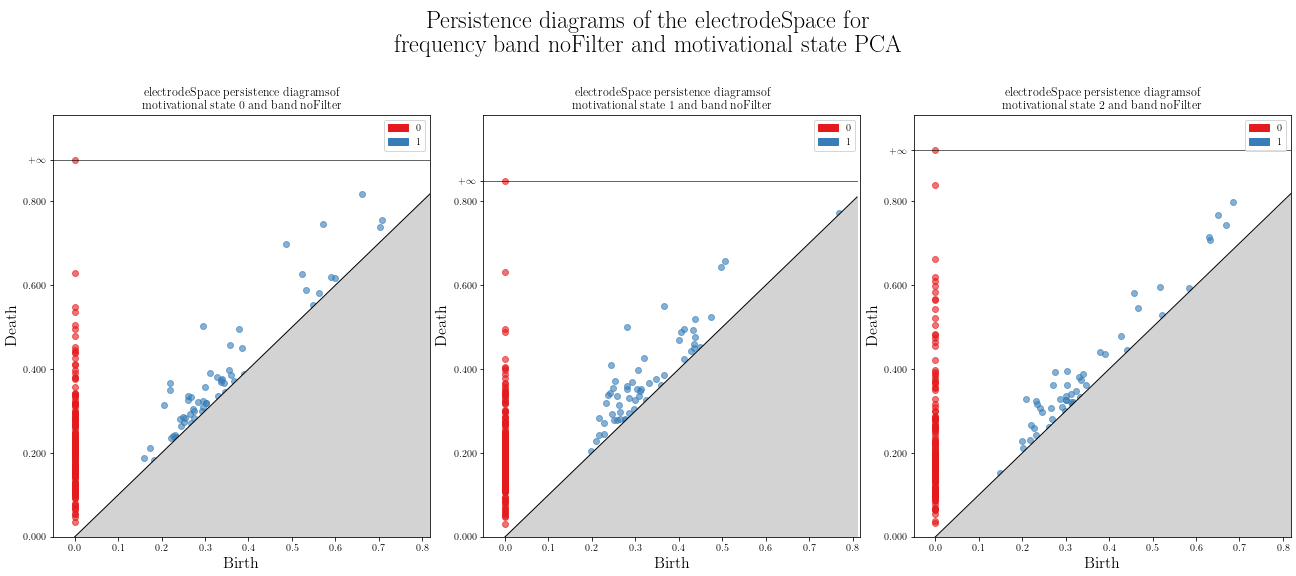 Persistence diagrams of the electrodeSpace for
frequency band noFilter and motivational state PCA
electrodeSpace persistence diagramsof
motivational state 0 and band noFilter
0
1
+∞
0.800
0.600
0.400
0.200
0.000
Death
0.0 0.1 0.2 0.3 0.4 0.5 0.6 0.7 0.8
Birth
electrodeSpace persistence diagramsof
motivational state 1 and band noFilter
0
1
+∞
0.800
0.600
0.400
0.200
0.000
Death
0.0 0.1 0.2 0.3 0.4 0.5 0.6 0.7 0.8
Birth
electrodeSpace persistence diagramsof
motivational state 2 and band noFilter
0
1
+∞
0.800
0.600
0.400
0.200
0.000
Death
0.0 0.1 0.2 0.3 0.4 0.5 0.6 0.7 0.8
Birth